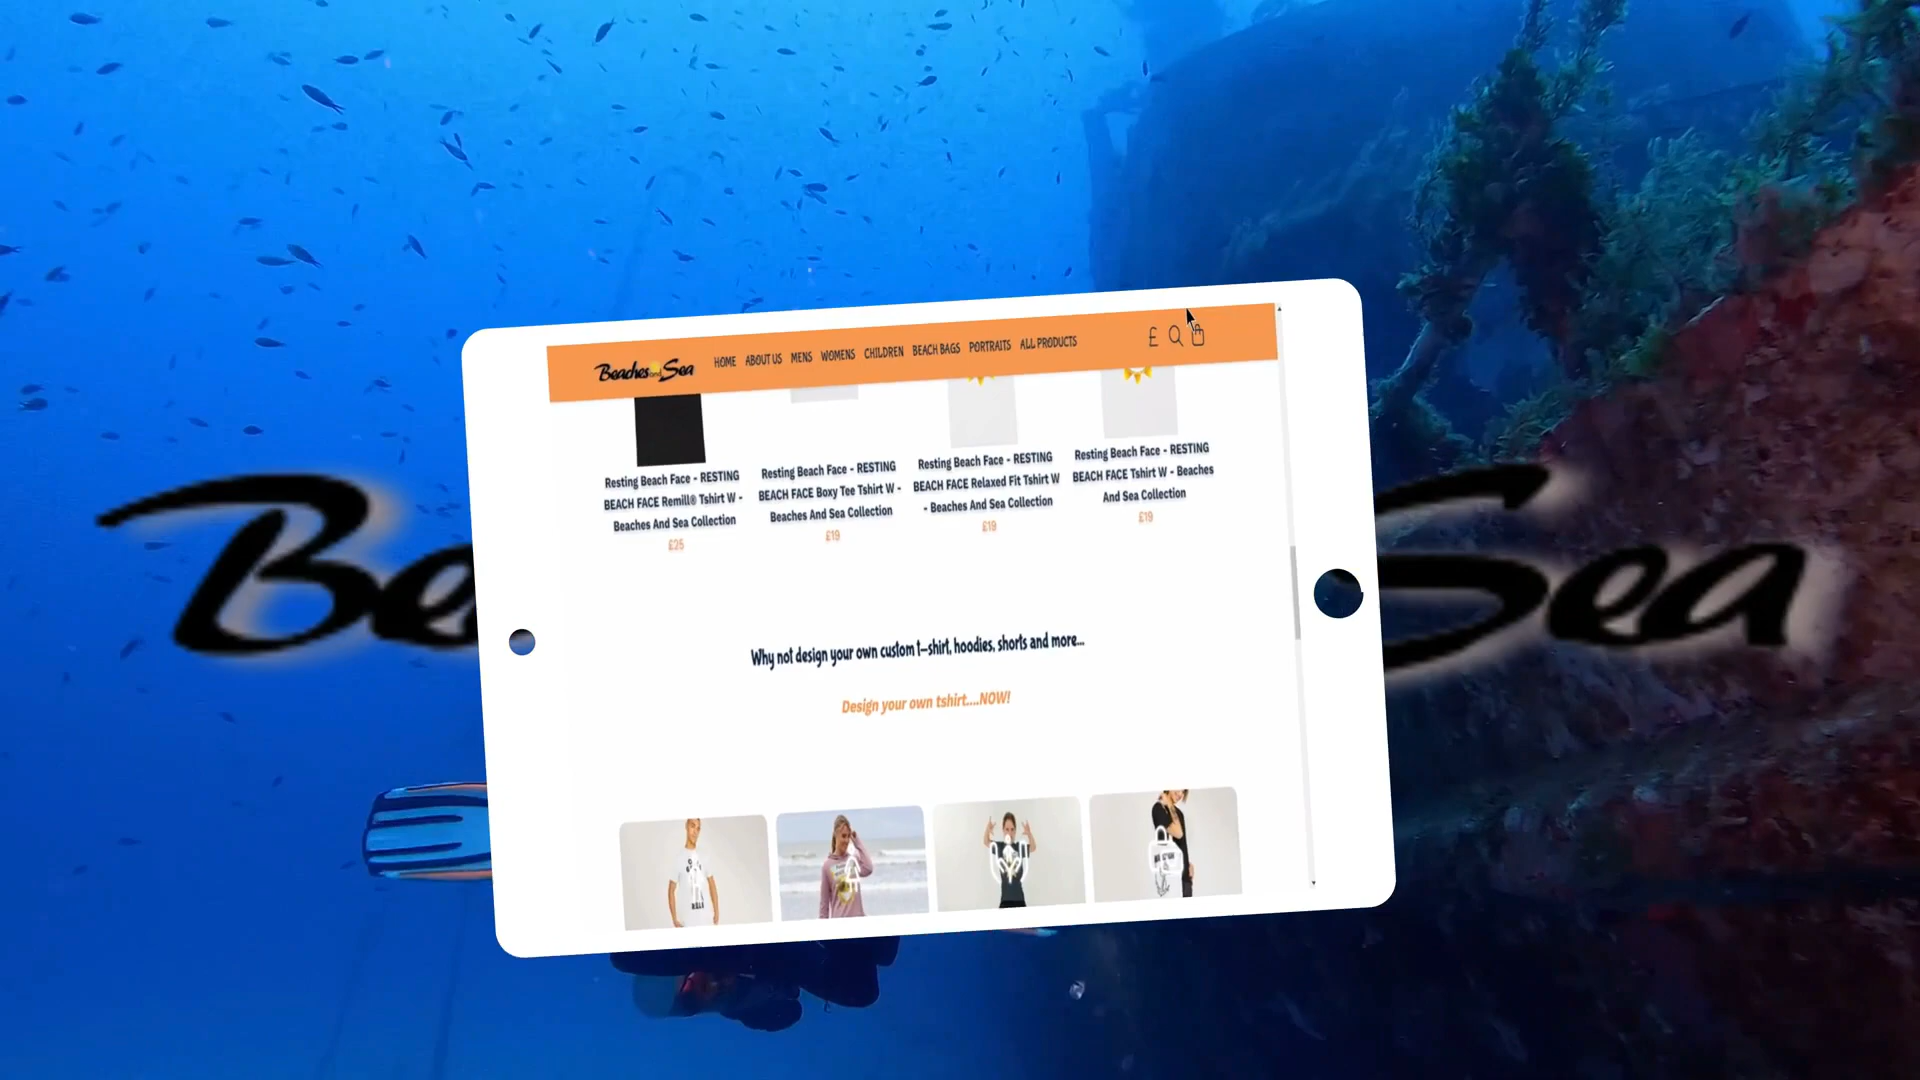 Beaches and Sea
HOME ABOUT US MENS WOMENS CHILDREN BEACH BAGS PORTRAITS ALL PRODUCTS
£
Resting Beach Face - RESTING
BEACH FACE Remill® Tshirt W -
Beaches And Sea Collection
£25
Resting Beach Face - RESTING
BEACH FACE Boxy Tee Tshirt W -
Beaches And Sea Collection
£19
Resting Beach Face - RESTING
BEACH FACE Relaxed Fit Tshirt W
- Beaches And Sea Collection
£19
Resting Beach Face - RESTING
BEACH FACE Tshirt W - Beaches
And Sea Collection
£19
Be Sea
Why not design your own custom t-shirt, hoodies, shorts and more...
Design your own tshirt....NOW!